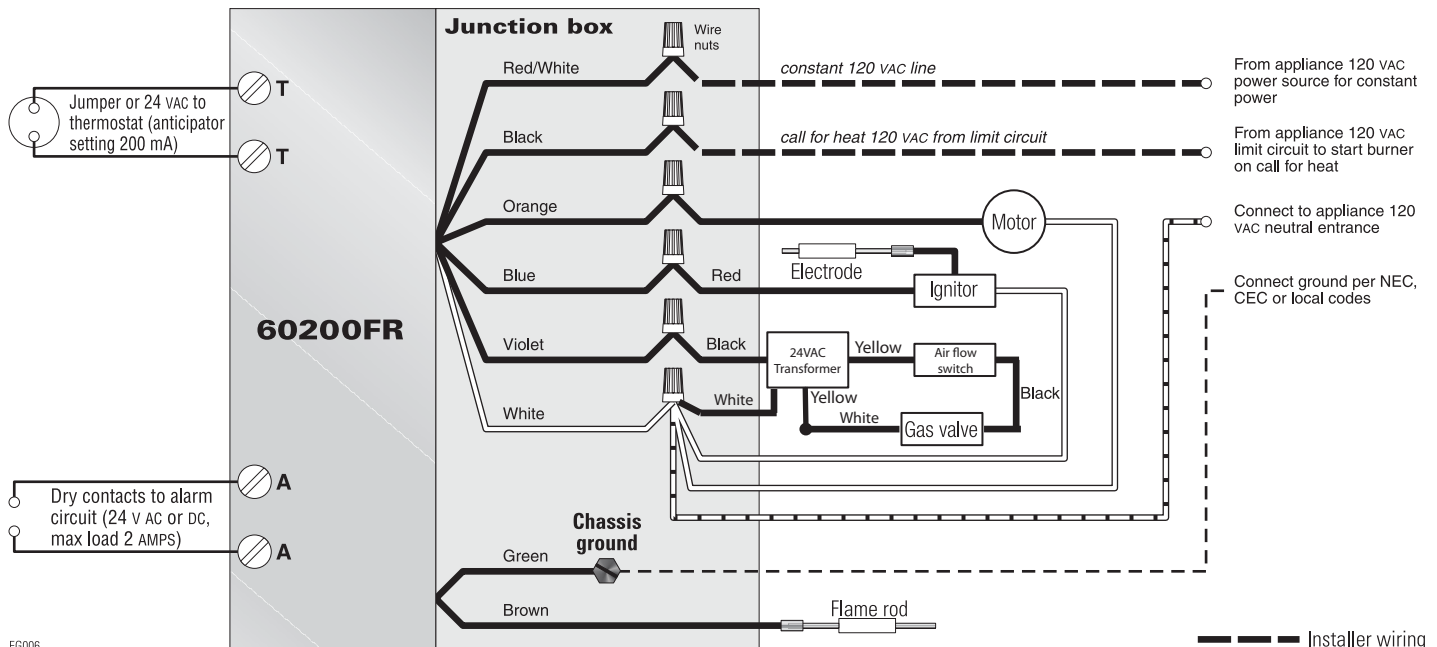 Junction box
Wire
nuts
Red/White
constant 120 VAC line
From appliance 120 VAC
power source for constant
power
T
Jumper or 24 VAC to
thermostat (anticipator
setting 200 mA)
T
Black
call for heat 120 VAC from limit circuit
From appliance 120 VAC
limit circuit to start burner
on call for heat
Orange
Motor
Connect to appliance 120
VAC neutral entrance
Electrode
Blue
Red
Ignitor
Connect ground per NEC,
CEC or local codes
60200FR
Violet
Black
24VAC
Transformer
Yellow
Air flow
switch
White
White
Yellow
White
Gas valve
Black
A
Dry contacts to alarm
circuit (24 V AC or DC,
max load 2 AMPS)
A
Chassis
ground
Green
Brown
Flame rod
EG006
Installer wiring